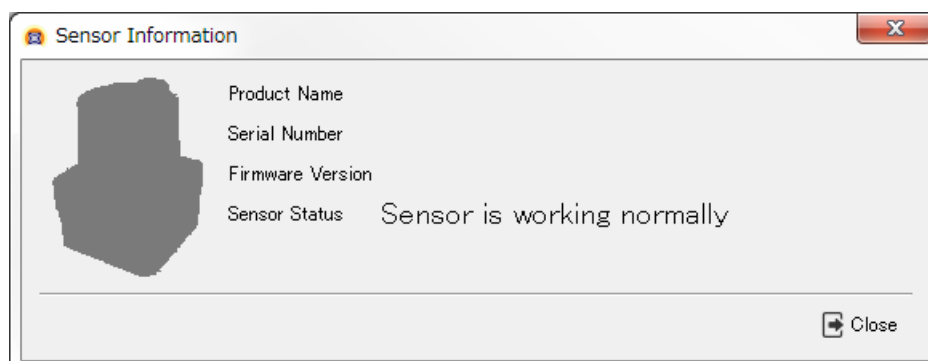 Sensor Information
Product Name
Serial Number
Firmware Version
Sensor Status Sensor is working normally
Close